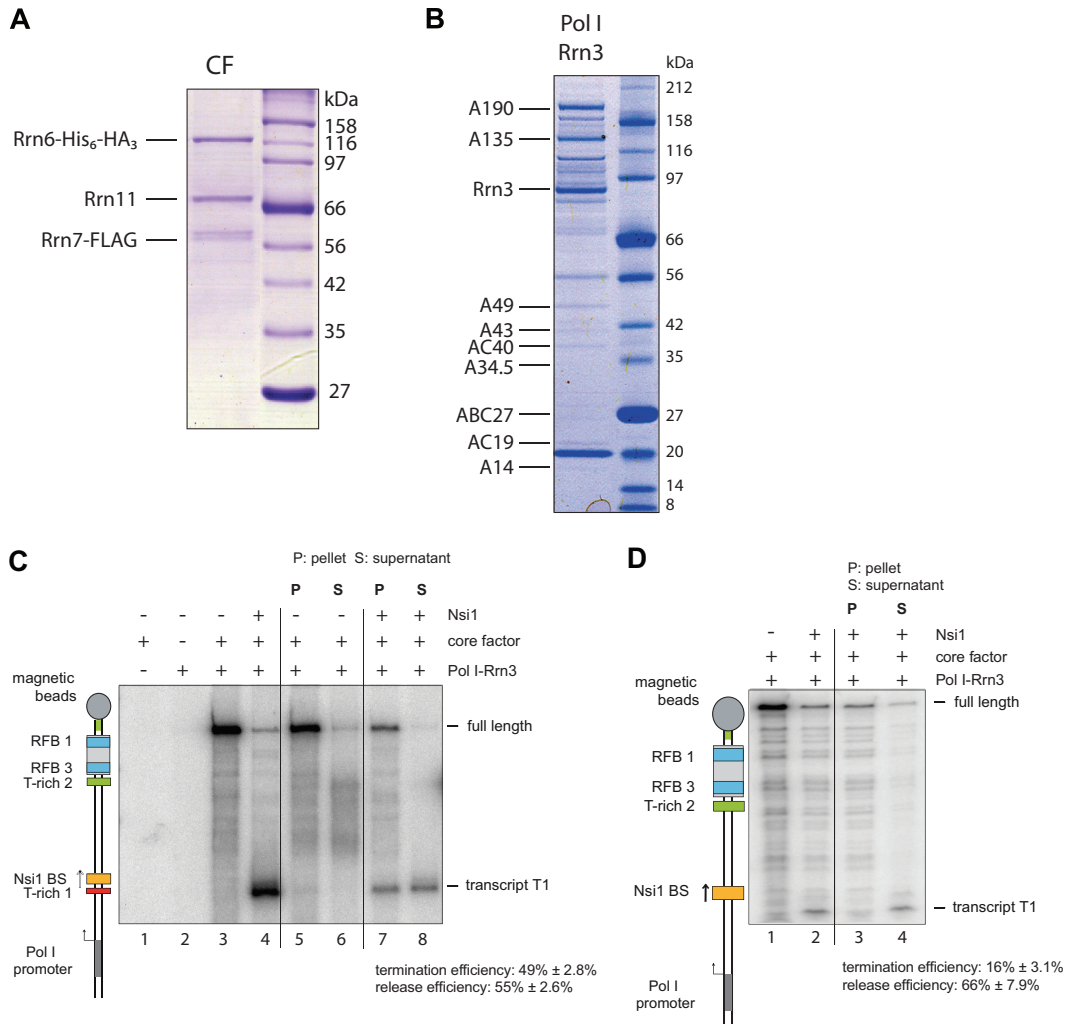 A
CF
kDa
Rrn6-His₆-HA₃
158
116
97
Rrn11
66
Rrn7-FLAG
56
42
35
27
B
Pol I
Rrn3
kDa
212
A190
158
A135
116
97
Rrn3
66
56
A49
42
A43
AC40
35
A34.5
ABC27
27
AC19
20
A14
14
8
C
P: pellet S: supernatant
P S P S
- - - + - - + + Nsi1
+ - + + + + + + core factor
- + + + + + + + Pol I-Rrn3
magnetic
beads
full length
RFB 1
RFB 3
T-rich 2
Nsi1 BS
T-rich 1
transcript T1
Pol I
promoter
1 2 3 4 5 6 7 8
termination efficiency: 49% ± 2.8%
release efficiency: 55% ± 2.6%
D
P: pellet
S: supernatant
P S
- + + + Nsi1
+ + + + core factor
+ + + + Pol I-Rrn3
magnetic
beads
full length
RFB 1
RFB 3
T-rich 2
Nsi1 BS
transcript T1
1 2 3 4
Pol I
promoter
termination efficiency: 16% ± 3.1%
release efficiency: 66% ± 7.9%